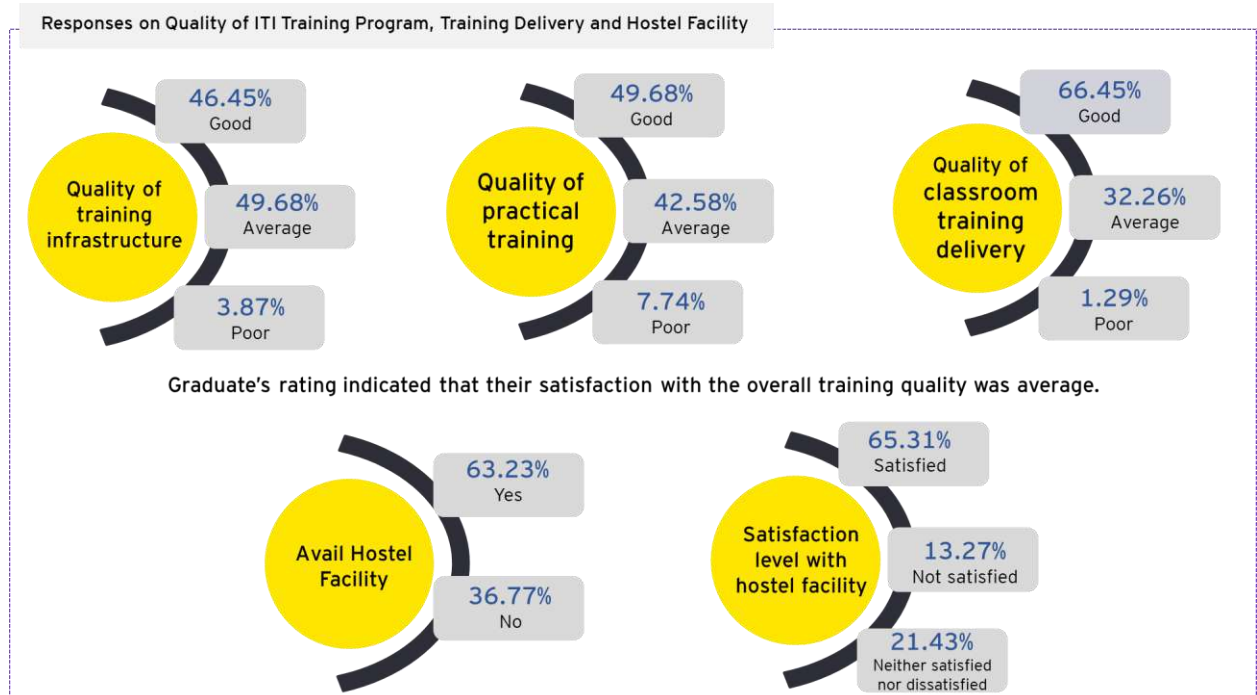 Responses on Quality of ITI Training Program, Training Delivery and Hostel Facility
Quality of
training
infrastructure
46.45%
Good
49.68%
Average
3.87%
Poor
Quality of
practical
training
49.68%
Good
42.58%
Average
7.74%
Poor
Quality of
classroom
training
delivery
66.45%
Good
32.26%
Average
1.29%
Poor
Graduate's rating indicated that their satisfaction with the overall training quality was average.
Avail Hostel
Facility
63.23%
Yes
36.77%
No
Satisfaction
level with
hostel facility
65.31%
Satisfied
13.27%
Not satisfied
21.43%
Neither satisfied
nor dissatisfied